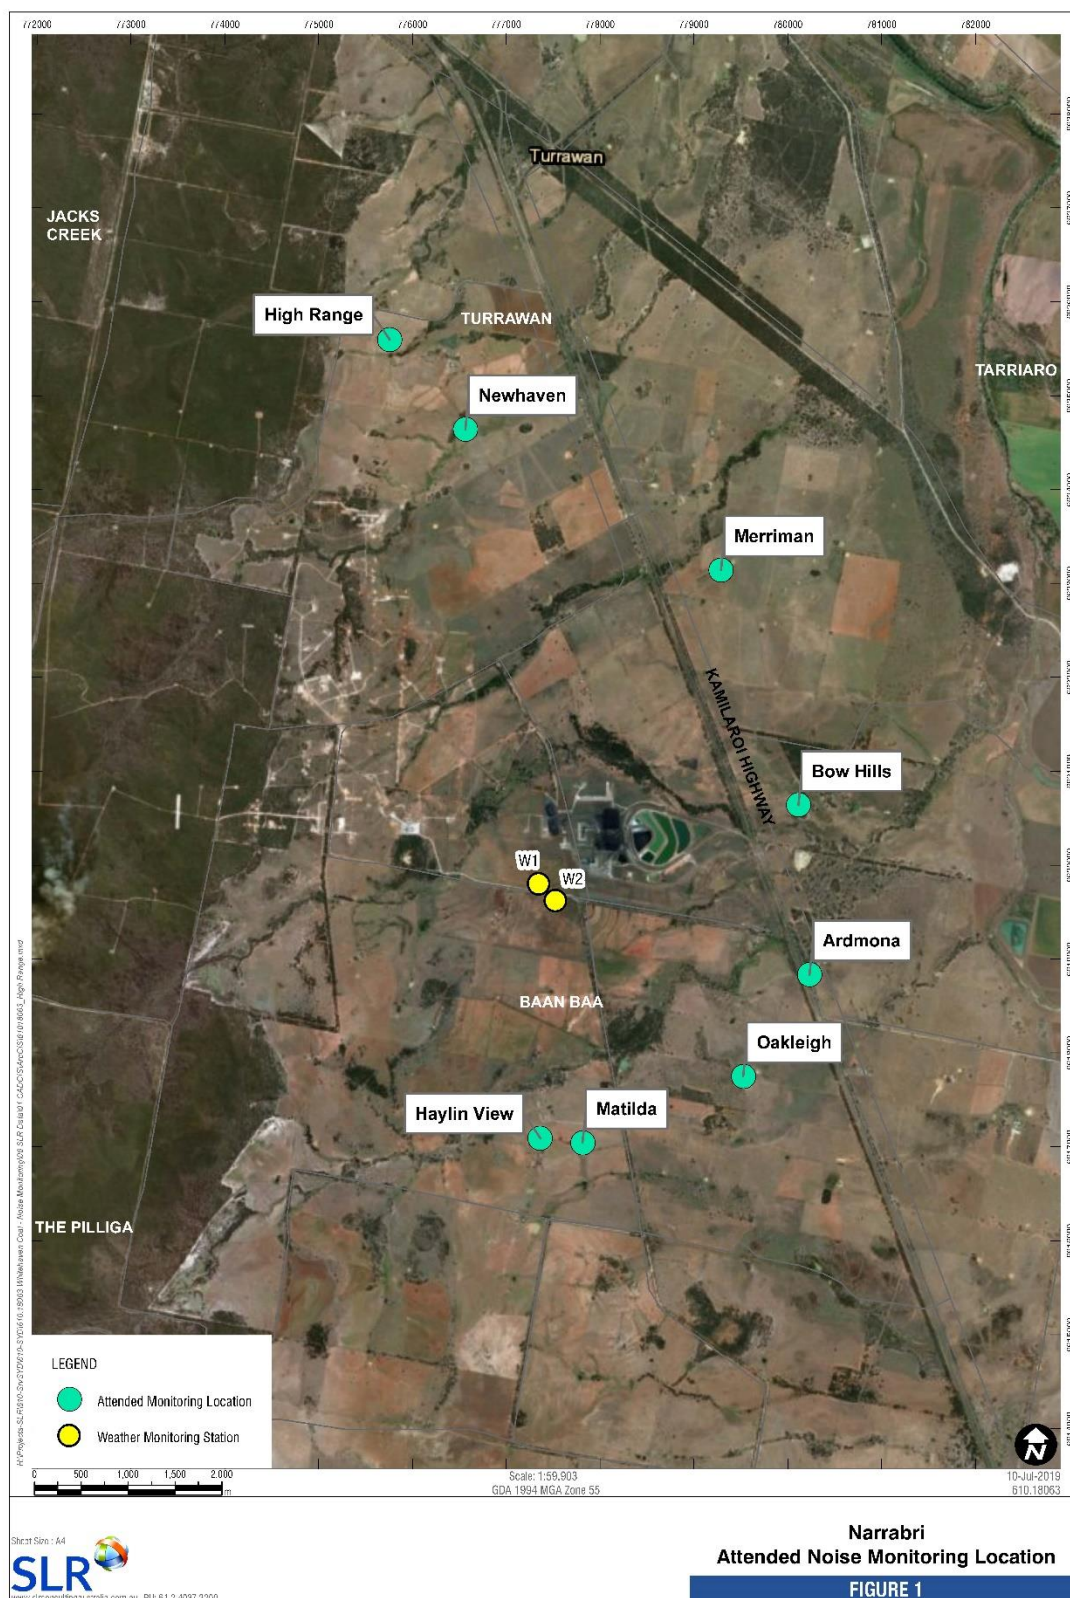 772000 773000 774000 775000 776000 777000 778000 779000 780000 781000 782000
Turrawan
JACKS
CREEK
High Range
TURRAWAN
TARRIARO
Newhaven
Merriman
KAMILAROI HIGHWAY
Bow Hills
W1
W2
Ardmona
BAAN BAA
Oakleigh
Haylin View
Matilda
THE PILLIGA
LEGEND
Attended Monitoring Location
Weather Monitoring Station
0 500 1,000 1,500 2,000
m
Scale: 1:59,903
GDA 1994 MGA Zone 55
10-Jul-2019
610.18063
Sheet Size : A4
SLR
Narrabri
Attended Noise Monitoring Location
FIGURE 1